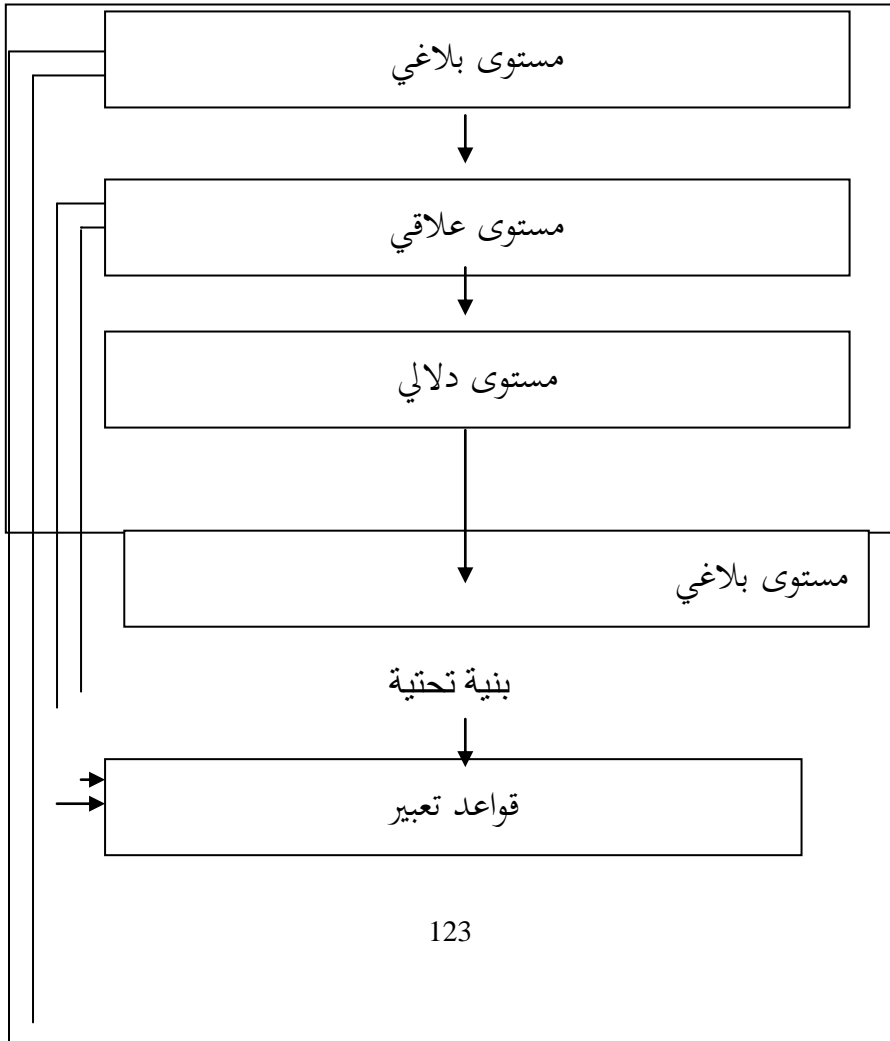 مستوى بلاغي
مستوى علاقي
مستوى دلالي
مستوى بلاغي
بنية تحتية
قواعد تعبير
123